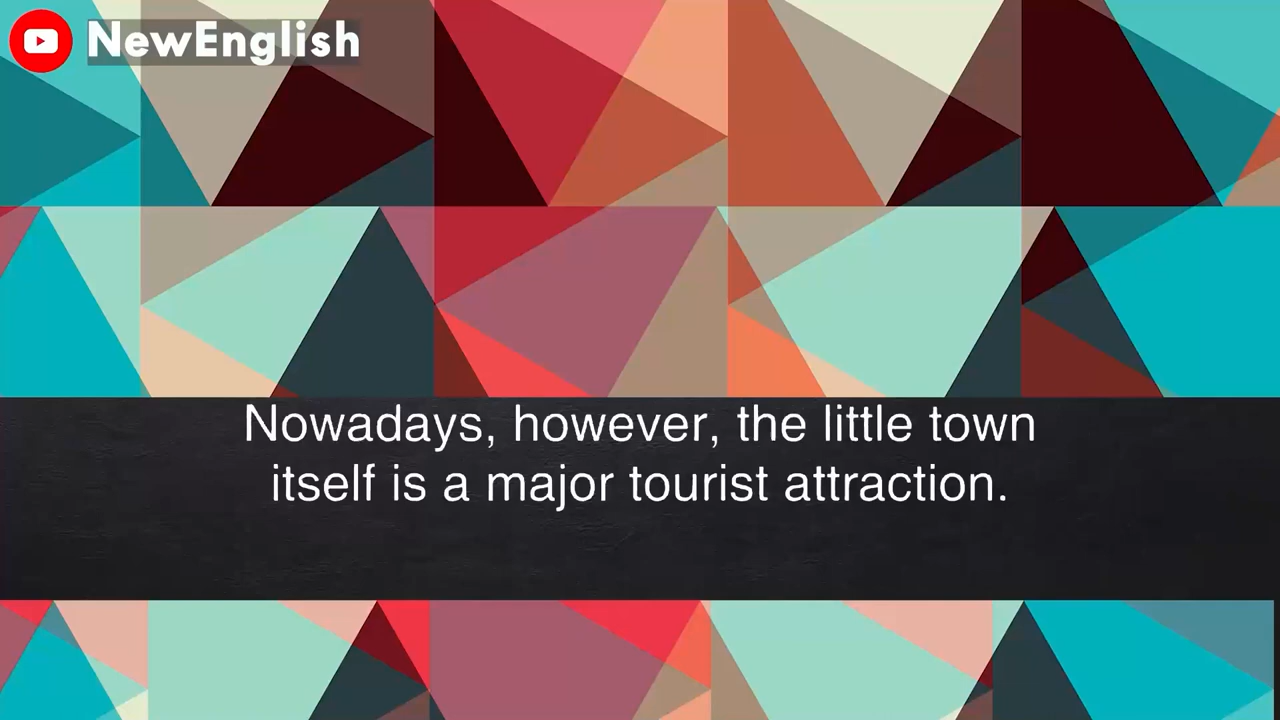 NewEnglish
Nowadays, however, the little town
itself is a major tourist attraction.